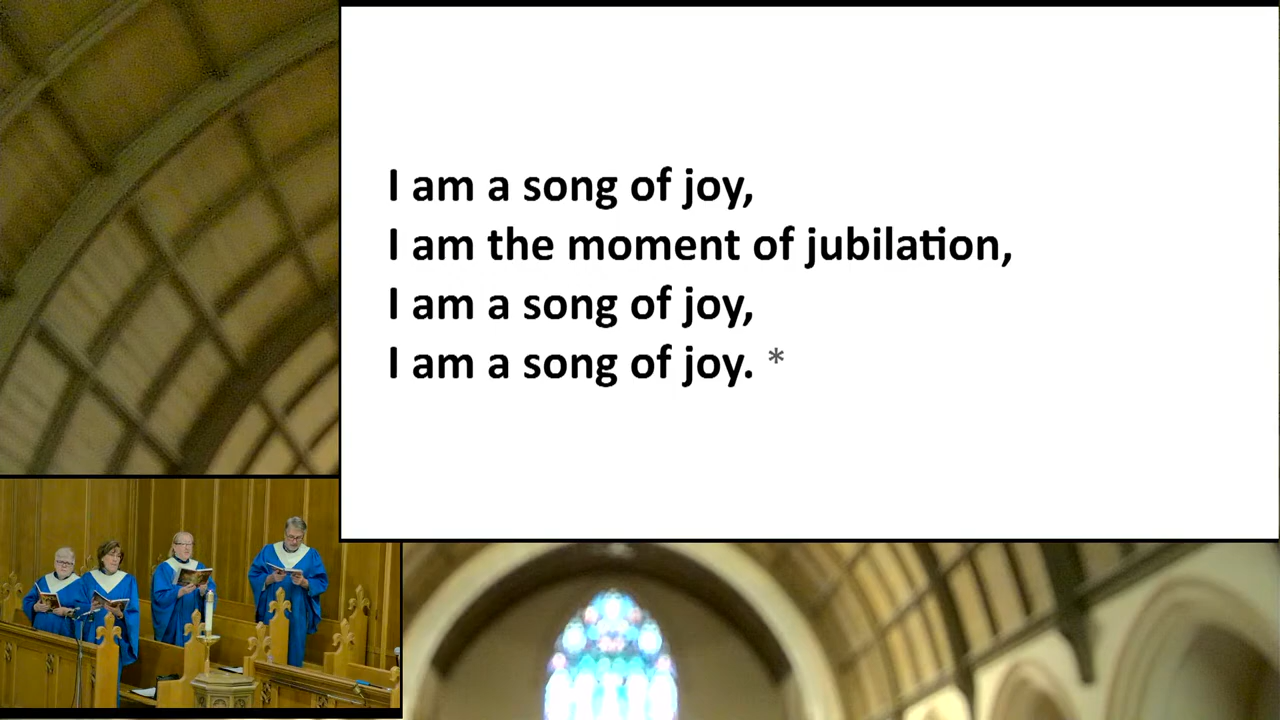 I am a song of joy,
I am the moment of jubilation,
I am a song of joy,
I am a song of joy. *